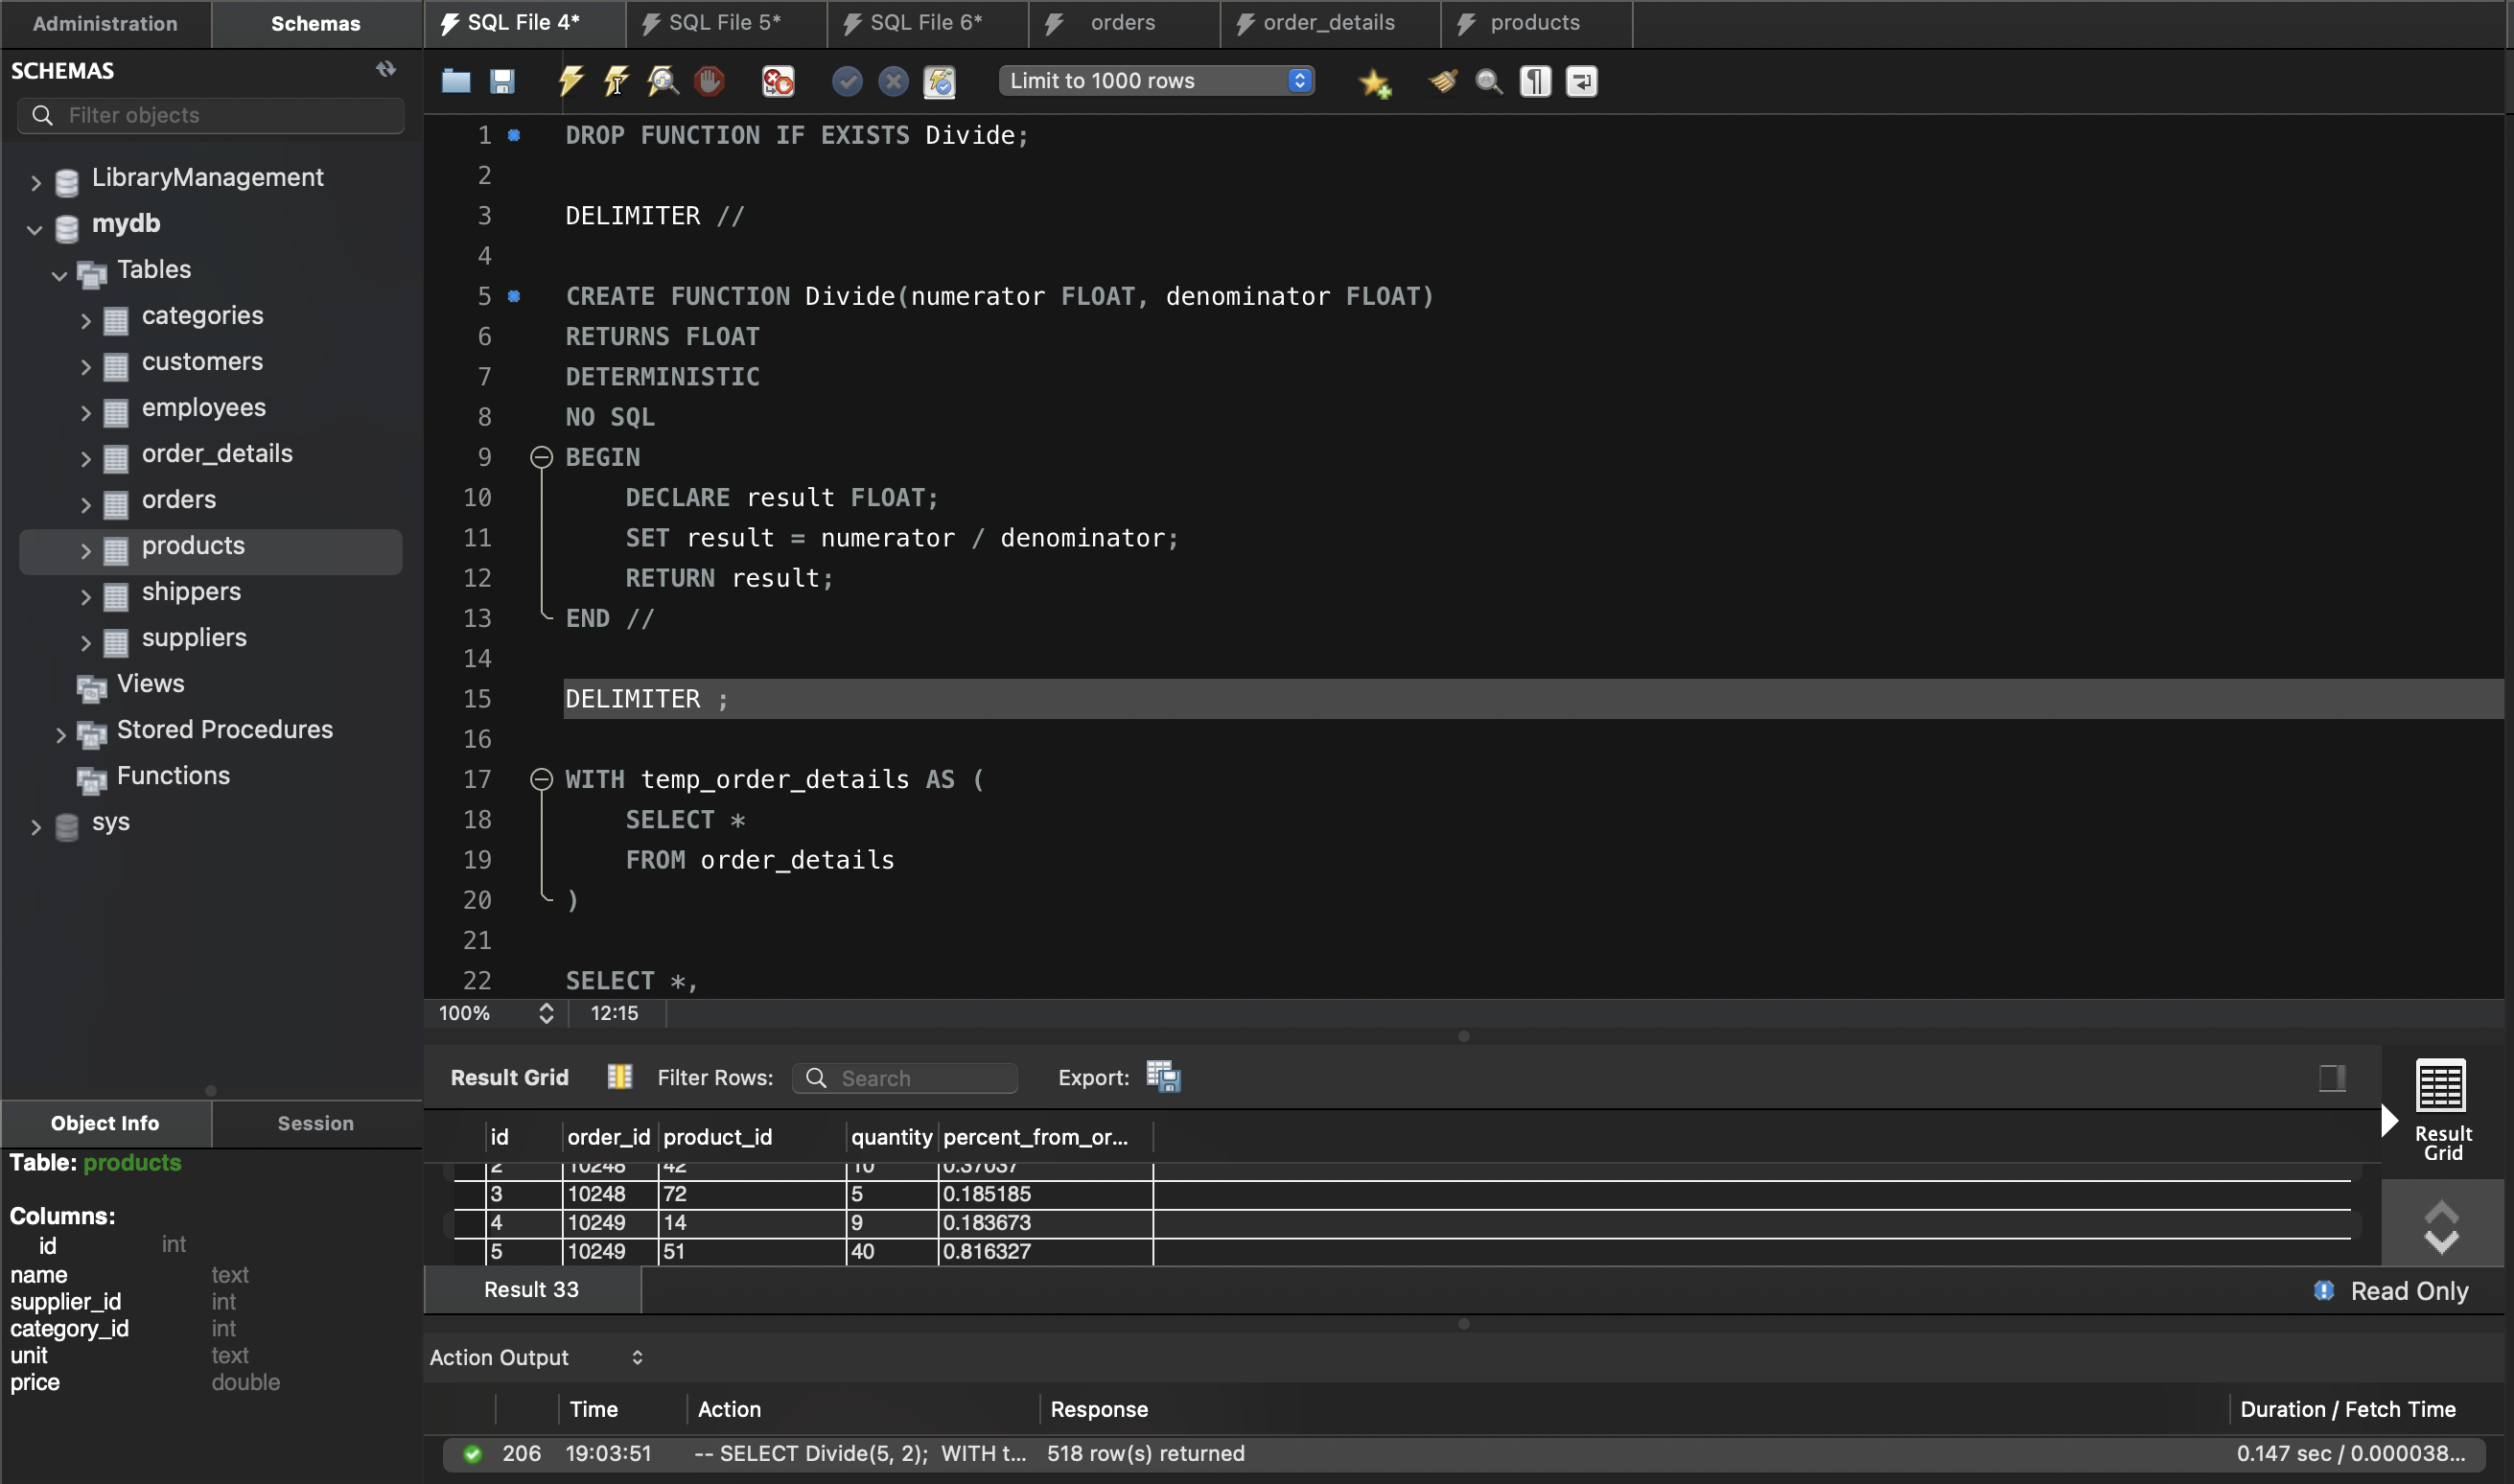 Administration
Schemas
SCHEMAS
Filter objects
LibraryManagement
mydb
Tables
categories
customers
employees
order_details
orders
products
shippers
suppliers
Views
Stored Procedures
Functions
sys
Object Info
Session
Table: products
Columns:
id int
name text
supplier_id int
category_id int
unit text
price double
SQL File 4*
SQL File 5*
SQL File 6*
orders
order_details
products
Limit to 1000 rows
1 DROP FUNCTION IF EXISTS Divide;
2
3 DELIMITER //
4
5 CREATE FUNCTION Divide(numerator FLOAT, denominator FLOAT)
6 RETURNS FLOAT
7 DETERMINISTIC
8 NO SQL
9 BEGIN
10 DECLARE result FLOAT;
11 SET result = numerator / denominator;
12 RETURN result;
13 END //
14
15 DELIMITER ;
16
17 WITH temp_order_details AS (
18 SELECT *
19 FROM order_details
20 )
21
22 SELECT *,
100% 12:15
Result Grid Filter Rows: Search Export:
id order_id product_id quantity percent_from_or...
2 10248 42 10 0.37037
3 10248 72 5 0.185185
4 10249 14 9 0.183673
5 10249 51 40 0.816327
Result
Grid
Result 33
Read Only
Action Output
Time Action Response Duration / Fetch Time
206 19:03:51 -- SELECT Divide(5, 2); WITH t... 518 row(s) returned 0.147 sec / 0.000038...